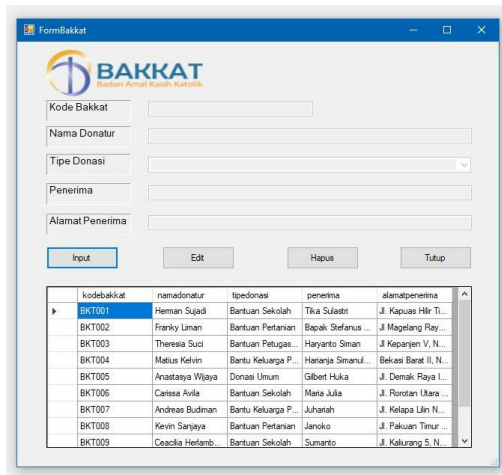 FormBakkat
BAKKAT
Badan Amal Kasih Katolik
Kode Bakkat
Nama Donatur
Tipe Donasi
Penerima
Alamat Penerima
Input Edit Hapus Tutup
kodebakkat namadonatur tipedonasi penerima alamatpenerima
BKT001 Herman Sujadi Bantuan Sekolah Tika Sulastri Jl. Kapuas Hilir Ti...
BKT002 Franky Liman Bantuan Pertanian Bapak Stefanus ... Jl Magelang Ray...
BKT003 Theresia Suci Bantuan Petugas... Haryanto Siman Jl Kepanjen V, N...
BKT004 Matius Kelvin Bantu Keluarga P... Harianja Simanul... Bekasi Barat II, N...
BKT005 Anastasya Wijaya Donasi Umum Gilbert Huka Jl. Demak Raya I...
BKT006 Carissa Avila Bantuan Sekolah Maria Julia Jl. Rorotan Utara ...
BKT007 Andreas Budiman Bantu Keluarga P... Juhariah Jl. Kelapa Lilin N...
BKT008 Kevin Sanjaya Bantuan Pertanian Janoko Jl. Pakuan Timur ...
BKT009 Ceacilia Herlamb... Bantuan Sekolah Sumanto Jl. Kaliurang 5, N...